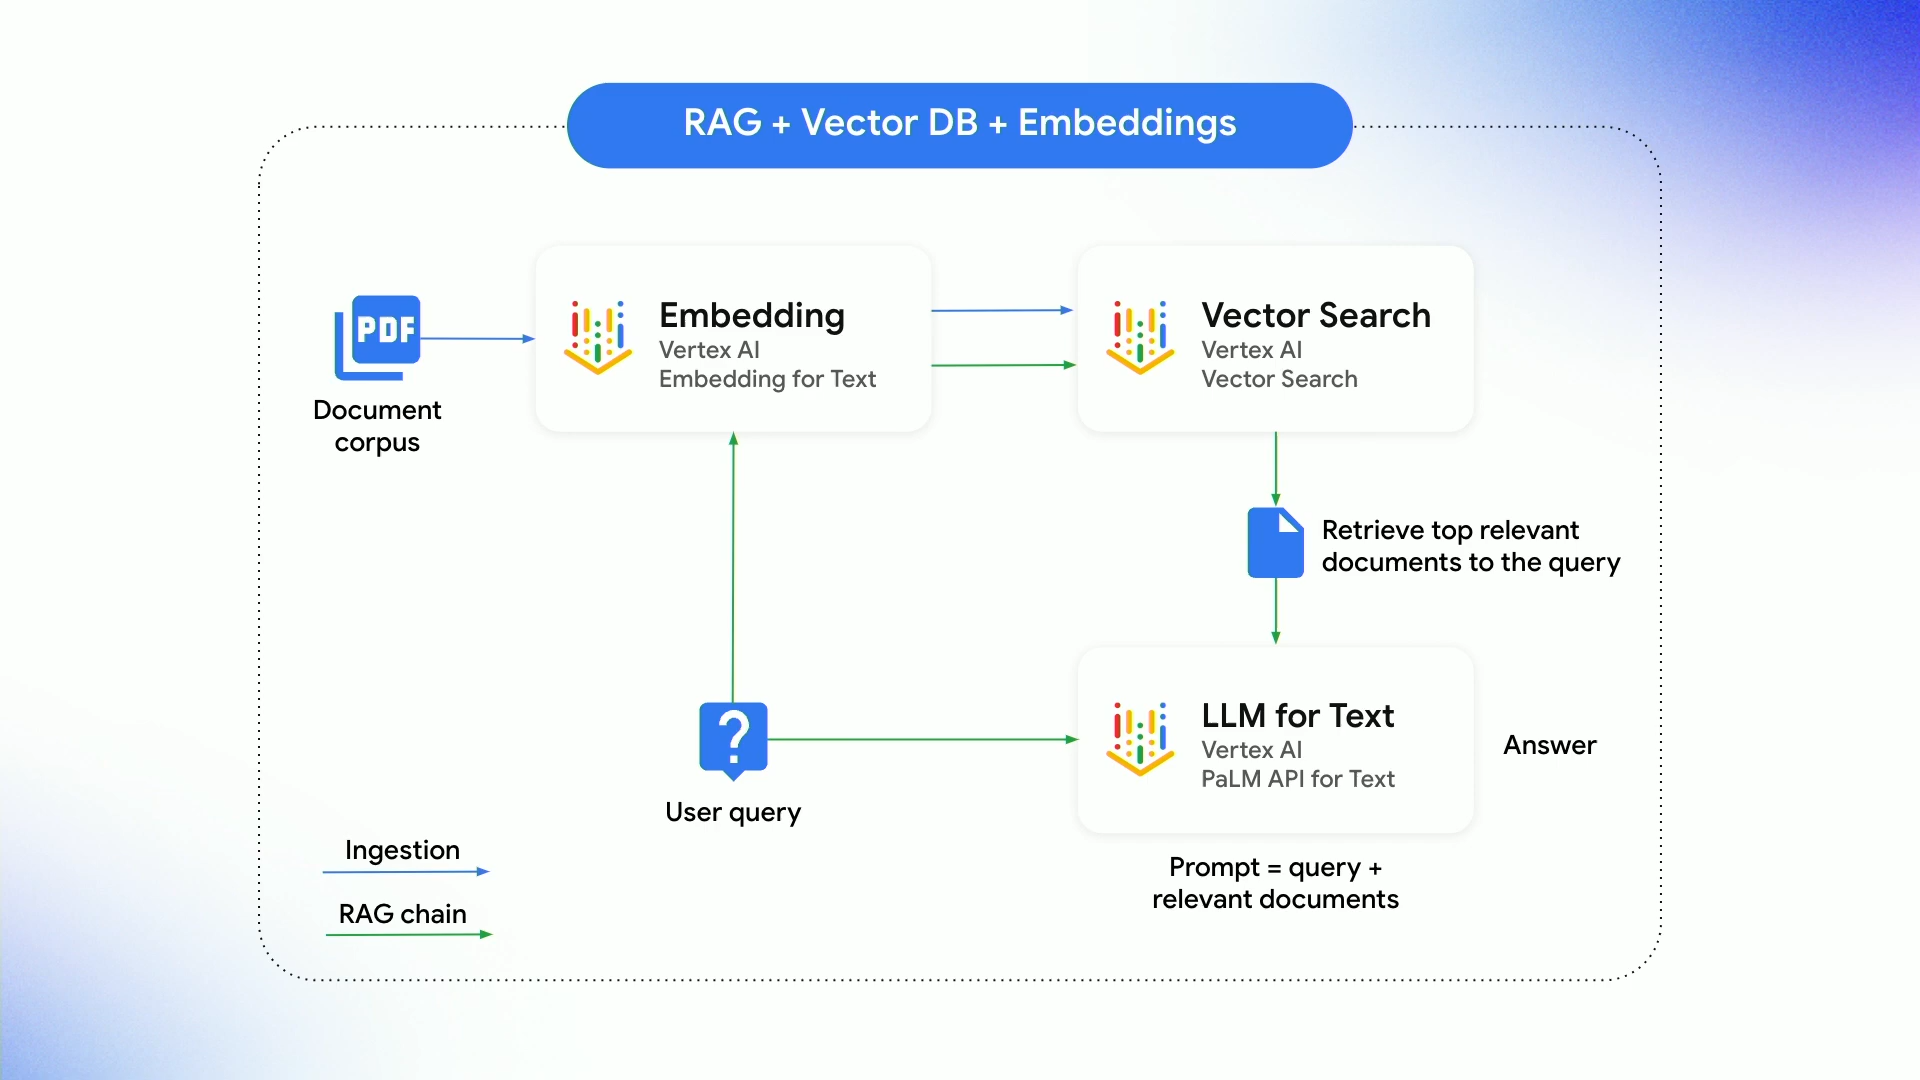 RAG + Vector DB + Embeddings
PDF
Document
corpus
Embedding
Vertex AI
Embedding for Text
Vector Search
Vertex AI
Vector Search
Retrieve top relevant
documents to the query
?
User query
LLM for Text
Vertex AI
PaLM API for Text
Answer
Prompt = query +
relevant documents
Ingestion
RAG chain